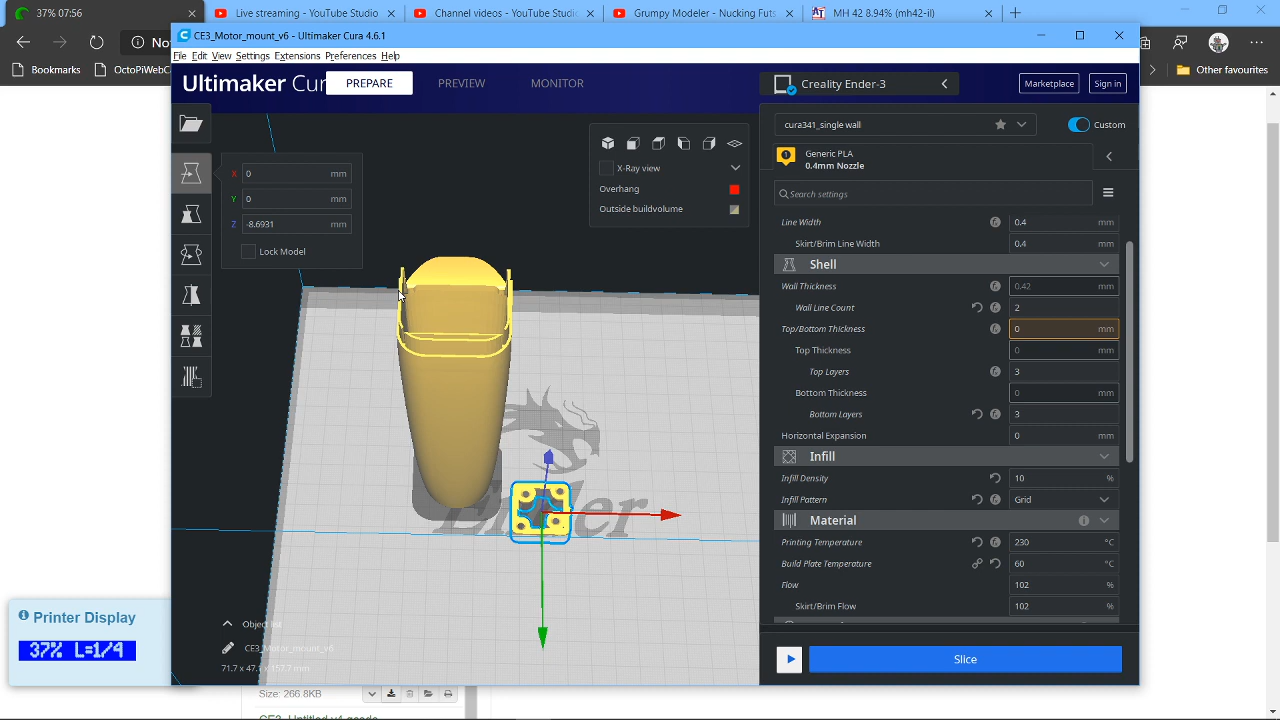 37% 07:56
Live streaming - YouTube Studio
Channel videos - YouTube Studio
Grumpy Modeler - Nucking Futs
MH 42 8.94% (mh42-ii)
CE3_Motor_mount_v6 - Ultimaker Cura 4.6.1
No
File Edit View Settings Extensions Preferences Help
Bookmarks
OctoPiWebC
Other favourites
Ultimaker Cur
PREPARE
PREVIEW
MONITOR
Creality Ender-3
Marketplace
Sign in
cura341_single wall
Custom
Generic PLA
0.4mm Nozzle
X 0 mm
Y 0 mm
Z -8.6931 mm
Lock Model
X-Ray view
Overhang
Outside buildvolume
Search settings
Line Width 0.4 mm
Skirt/Brim Line Width 0.4 mm
Shell
Wall Thickness 0.42 mm
Wall Line Count 2
Top/Bottom Thickness 0 mm
Top Thickness 0 mm
Top Layers 3
Bottom Thickness 0 mm
Bottom Layers 3
Horizontal Expansion 0 mm
Infill
Infill Density 10 %
Infill Pattern Grid
Material
Printing Temperature 230 °C
Build Plate Temperature 60 °C
Flow 102 %
Skirt/Brim Flow 102 %
Ender
Printer Display
37% L=1/4
Object list
CE3_Motor_mount_v6
Slice
Size: 266.8KB
CE3_Untitled v4.gcode